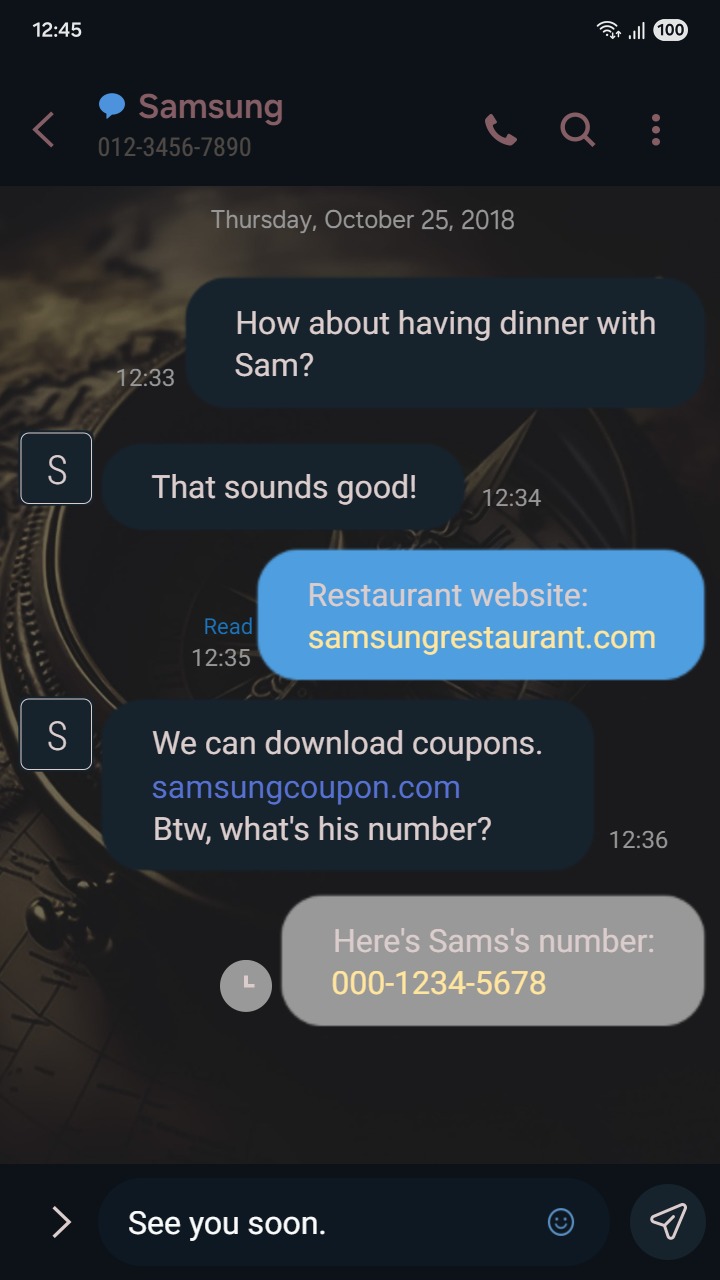 12:45
100
Samsung
012-3456-7890
Thursday, October 25, 2018
How about having dinner with
Sam?
12:33
S
That sounds good!
12:34
Restaurant website:
samsungrestaurant.com
Read
12:35
S
We can download coupons.
samsungcoupon.com
Btw, what's his number?
12:36
Here's Sams's number:
000-1234-5678
See you soon.